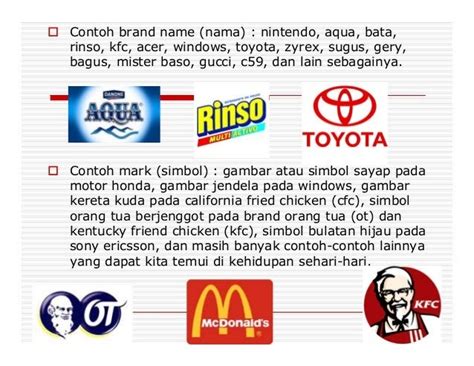 Contoh brand name (nama) : nintendo, aqua, bata,
rinso, kfc, acer, windows, toyota, zyrex, sugus, gery,
bagus, mister baso, gucci, c59, dan lain sebagainya.
DANONE
AQUA
Rinso
MULTI ACTIVO
TOYOTA
Contoh mark (simbol) : gambar atau simbol sayap pada
motor honda, gambar jendela pada windows, gambar
kereta kuda pada california fried chicken (cfc), simbol
orang tua berjenggot pada brand orang tua (ot) dan
kentucky friend chicken (kfc), simbol bulatan hijau pada
sony ericsson, dan masih banyak contoh-contoh lainnya
yang dapat kita temui di kehidupan sehari-hari.
OT
McDonald's
KFC